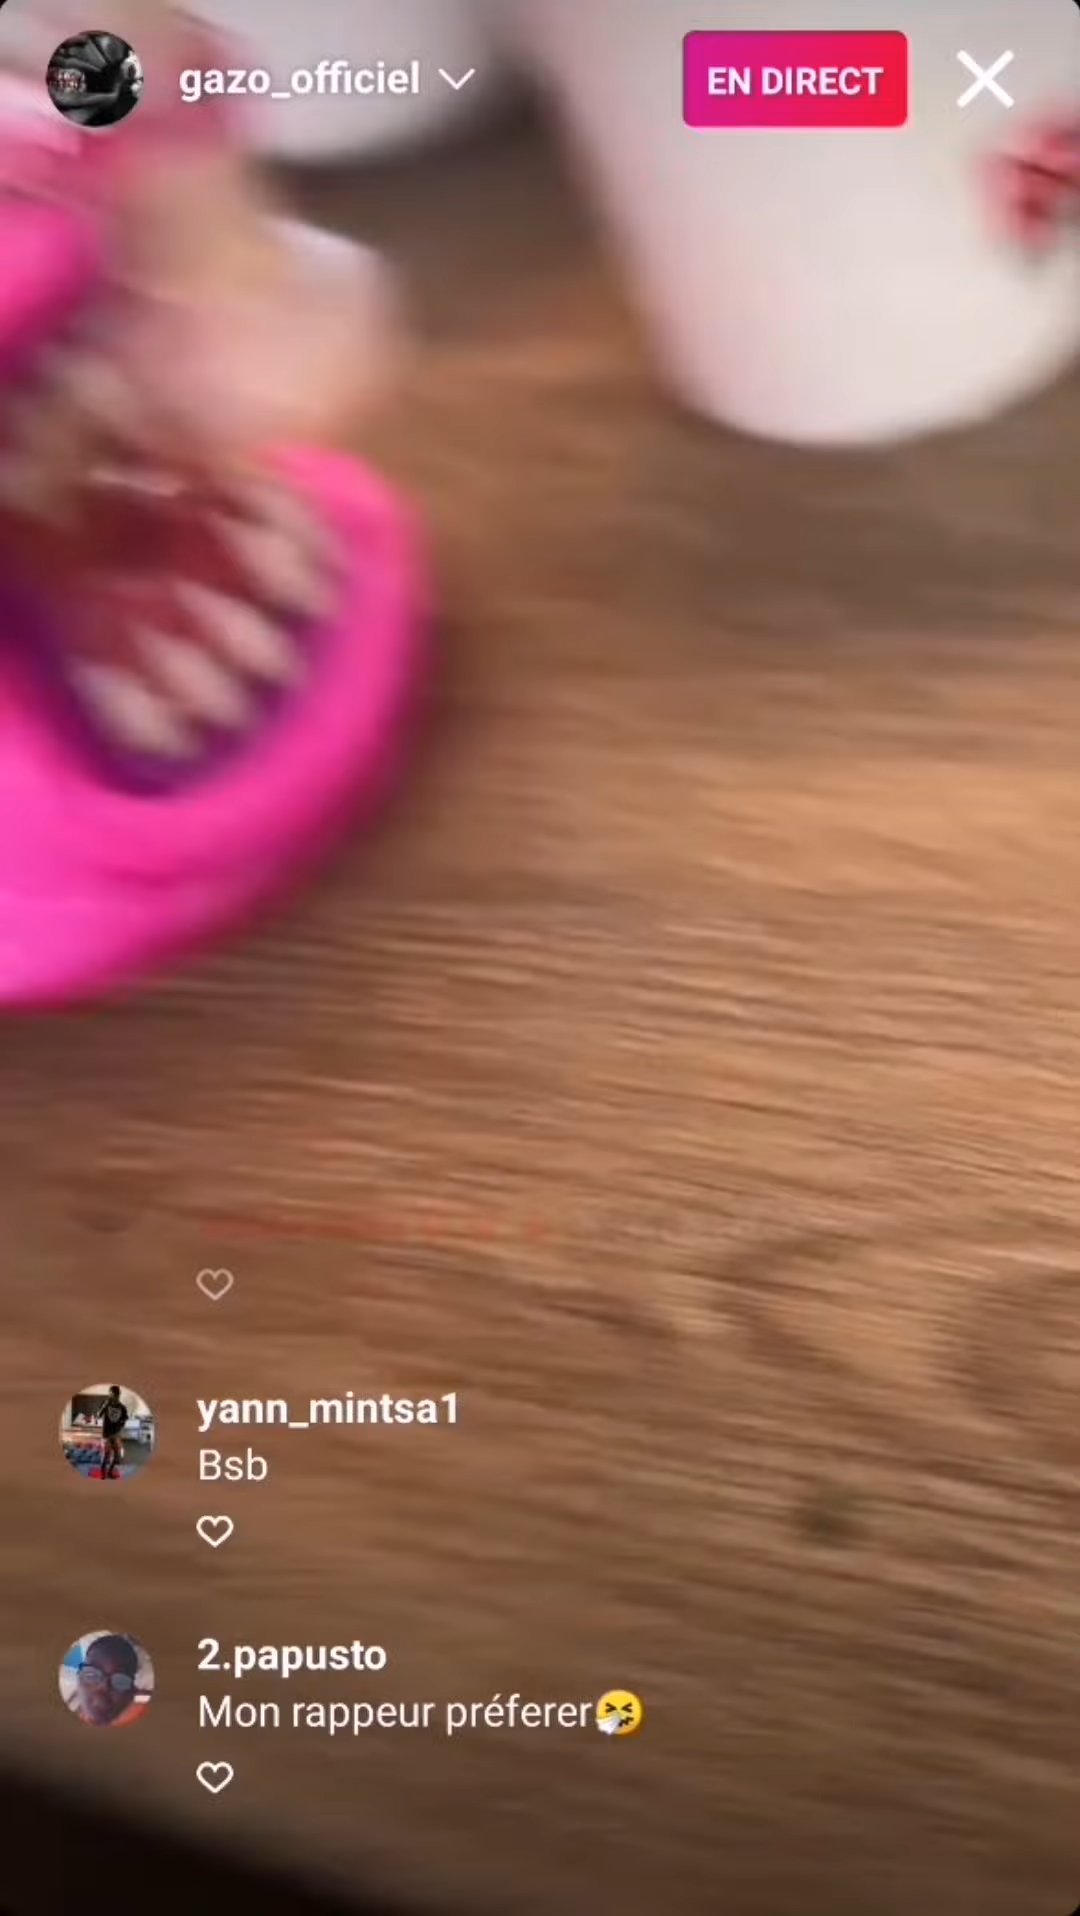 gazo_officiel
EN DIRECT
yann_mintsa1
Bsb
2.papusto
Mon rappeur préferer🤧